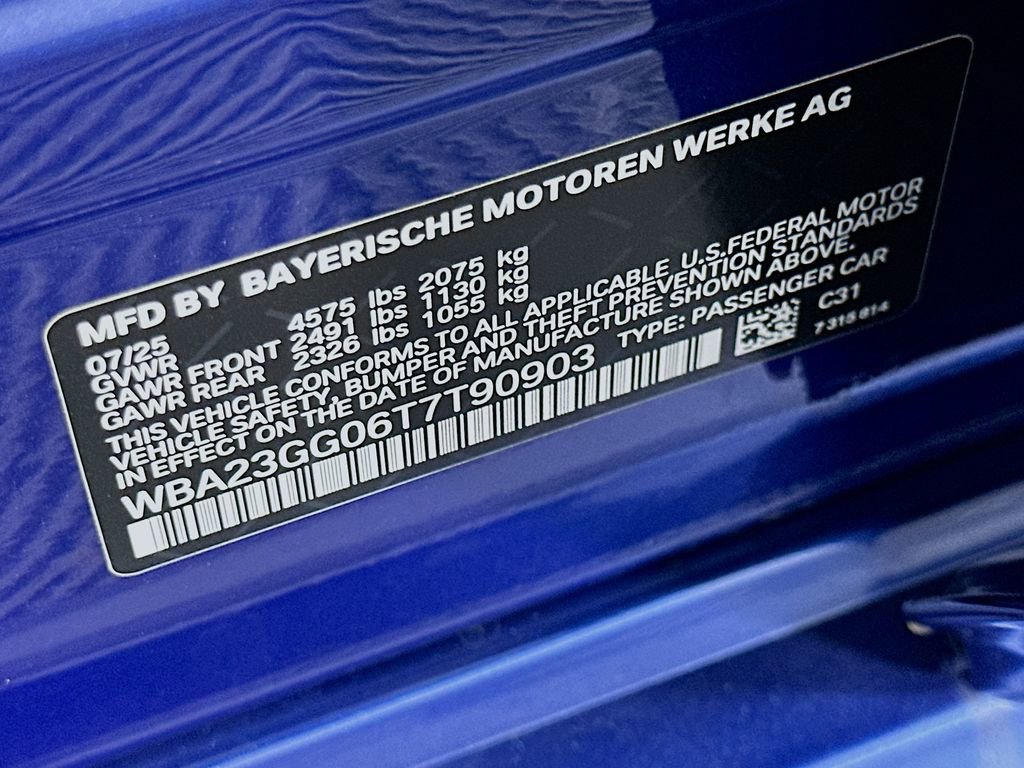 MFD BY BAYERISCHE MOTOREN WERKE AG
07/25
GVWR 4575 lbs 2075 kg
GAWR FRONT 2491 lbs 1130 kg
GAWR REAR 2326 lbs 1055 kg
THIS VEHICLE CONFORMS TO ALL APPLICABLE U.S.FEDERAL MOTOR
VEHICLE SAFETY, BUMPER AND THEFT PREVENTION STANDARDS
IN EFFECT ON THE DATE OF MANUFACTURE SHOWN ABOVE.
WBA23GG06T7T90903 TYPE: PASSENGER CAR
C31
7 315 814